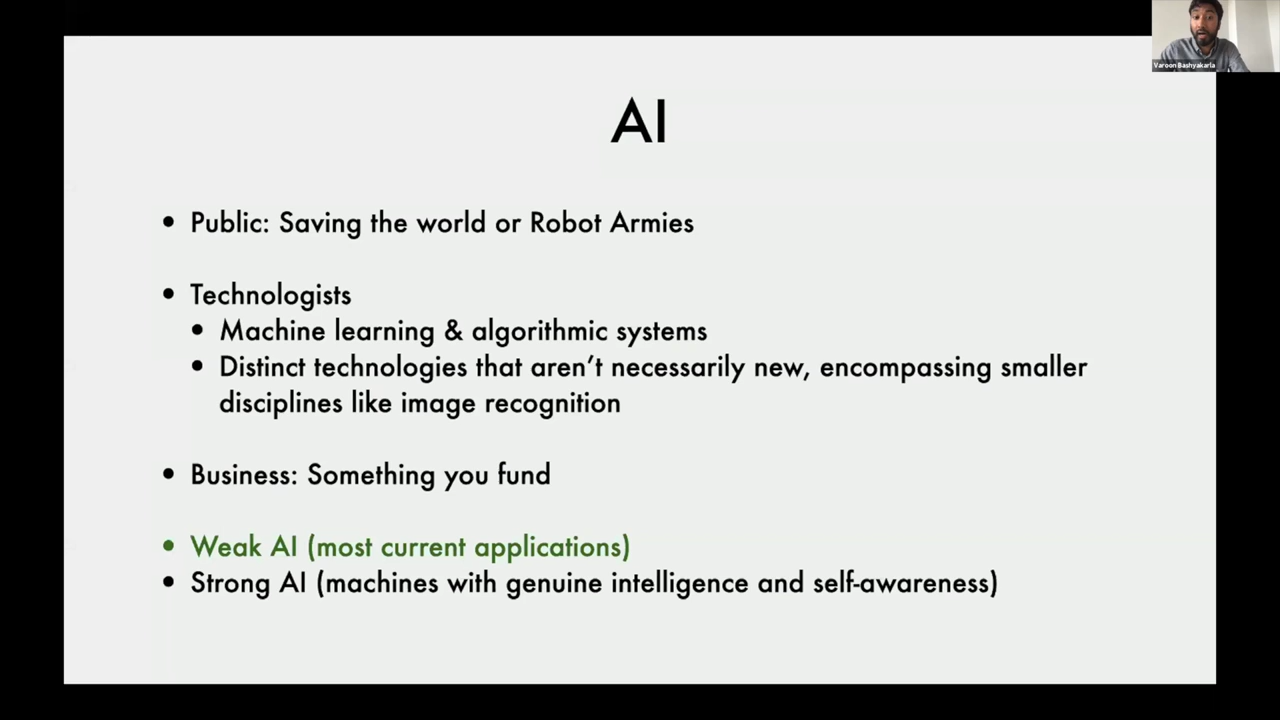 Varoon Bashyakarla
AI
• Public: Saving the world or Robot Armies
• Technologists
• Machine learning & algorithmic systems
• Distinct technologies that aren’t necessarily new, encompassing smaller
disciplines like image recognition
• Business: Something you fund
• Weak AI (most current applications)
• Strong AI (machines with genuine intelligence and self-awareness)